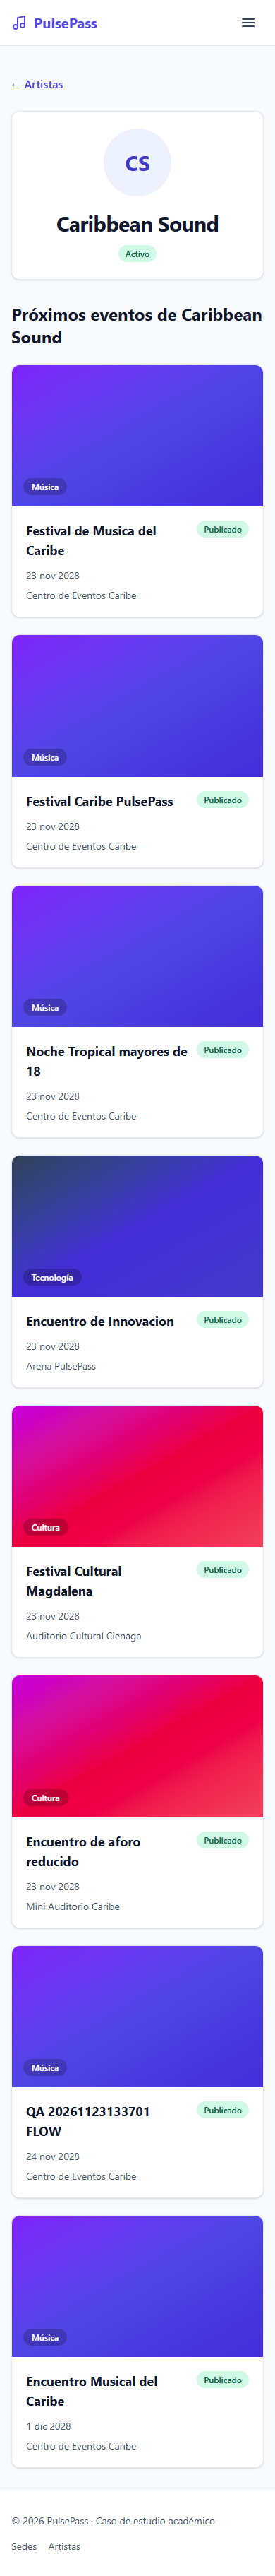 PulsePass
← Artistas
CS
Caribbean Sound
Activo
Próximos eventos de Caribbean
Sound
Música
Festival de Musica del
Caribe
Publicado
23 nov 2028
Centro de Eventos Caribe
Música
Festival Caribe PulsePass
Publicado
23 nov 2028
Centro de Eventos Caribe
Música
Noche Tropical mayores de
18
Publicado
23 nov 2028
Centro de Eventos Caribe
Tecnología
Encuentro de Innovacion
Publicado
23 nov 2028
Arena PulsePass
Cultura
Festival Cultural
Magdalena
Publicado
23 nov 2028
Auditorio Cultural Cienaga
Cultura
Encuentro de aforo
reducido
Publicado
23 nov 2028
Mini Auditorio Caribe
Música
QA 20261123133701
FLOW
Publicado
24 nov 2028
Centro de Eventos Caribe
Música
Encuentro Musical del
Caribe
Publicado
1 dic 2028
Centro de Eventos Caribe
© 2026 PulsePass · Caso de estudio académico
Sedes Artistas